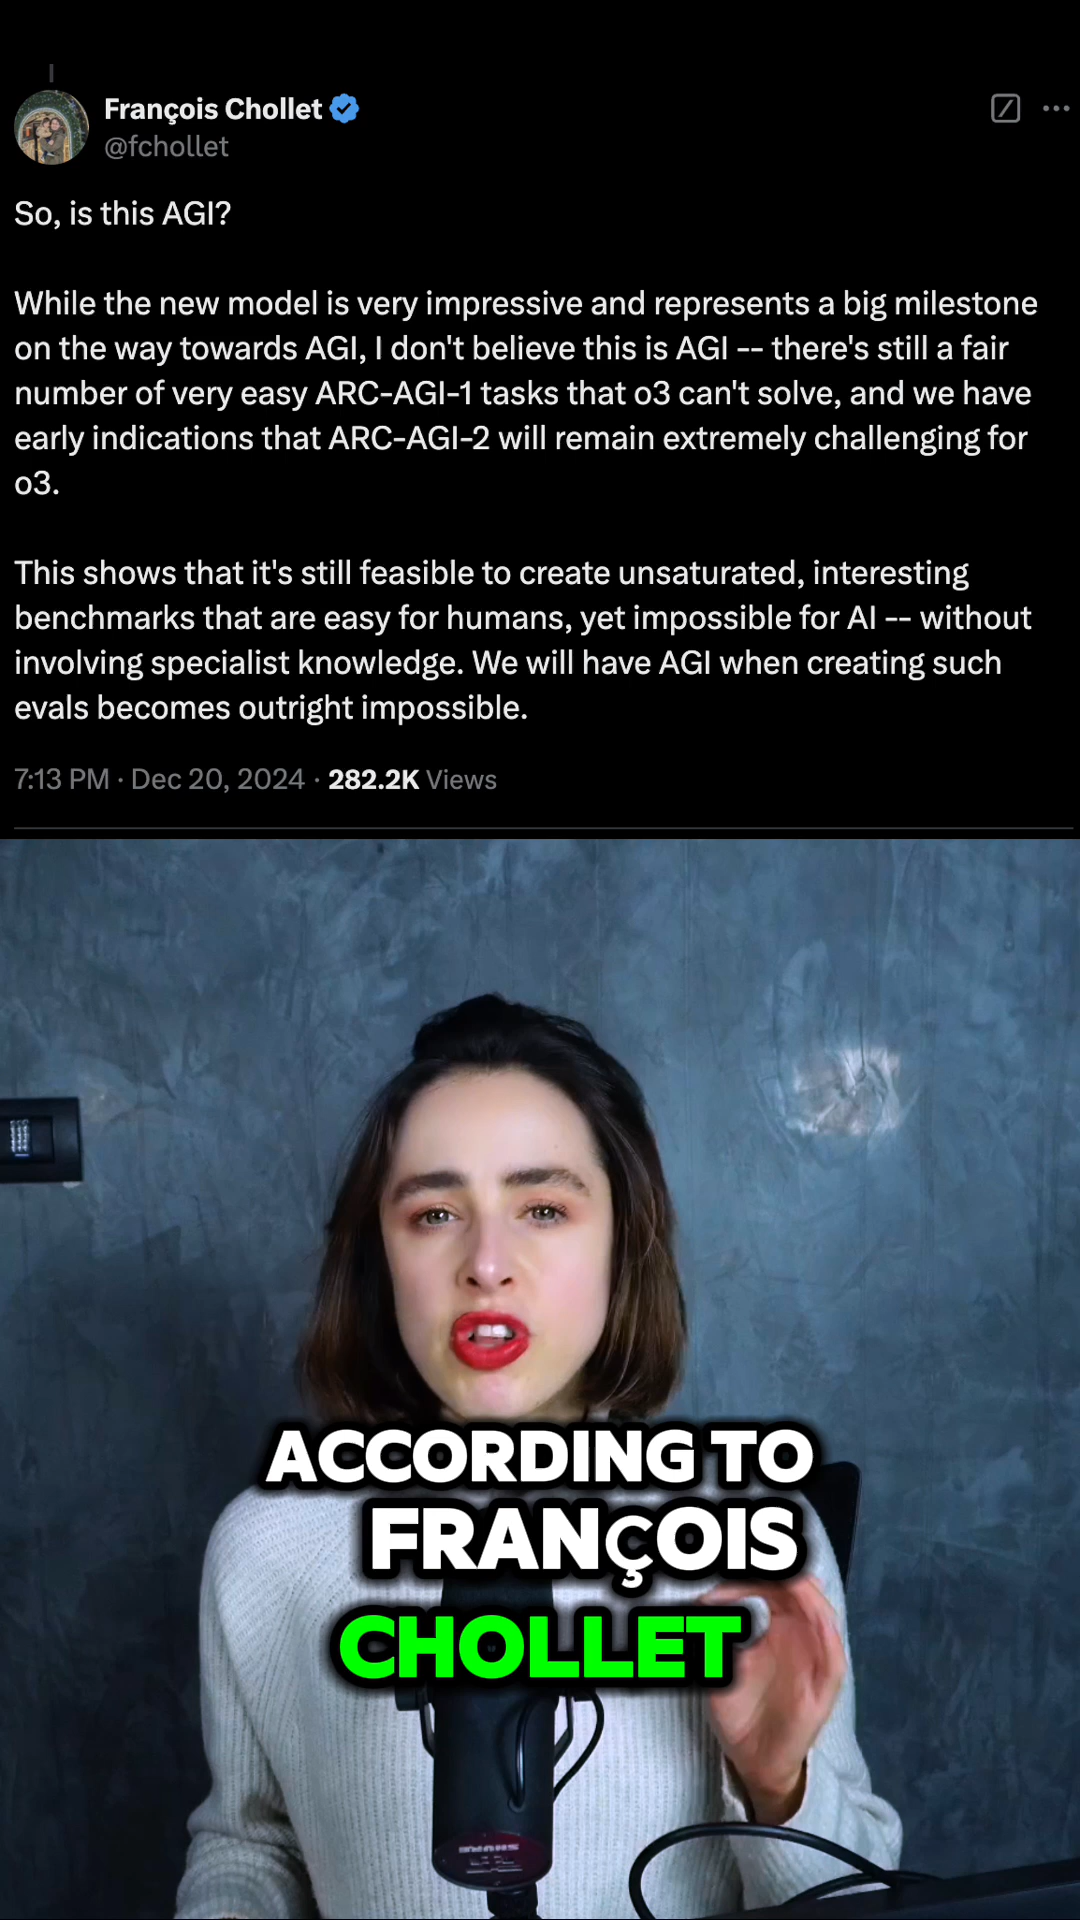 François Chollet
@fchollet
So, is this AGI?
While the new model is very impressive and represents a big milestone
on the way towards AGI, I don't believe this is AGI -- there's still a fair
number of very easy ARC-AGI-1 tasks that o3 can't solve, and we have
early indications that ARC-AGI-2 will remain extremely challenging for
o3.
This shows that it's still feasible to create unsaturated, interesting
benchmarks that are easy for humans, yet impossible for AI -- without
involving specialist knowledge. We will have AGI when creating such
evals becomes outright impossible.
7:13 PM · Dec 20, 2024 · 282.2K Views
ACCORDING TO
FRANÇOIS
CHOLLET